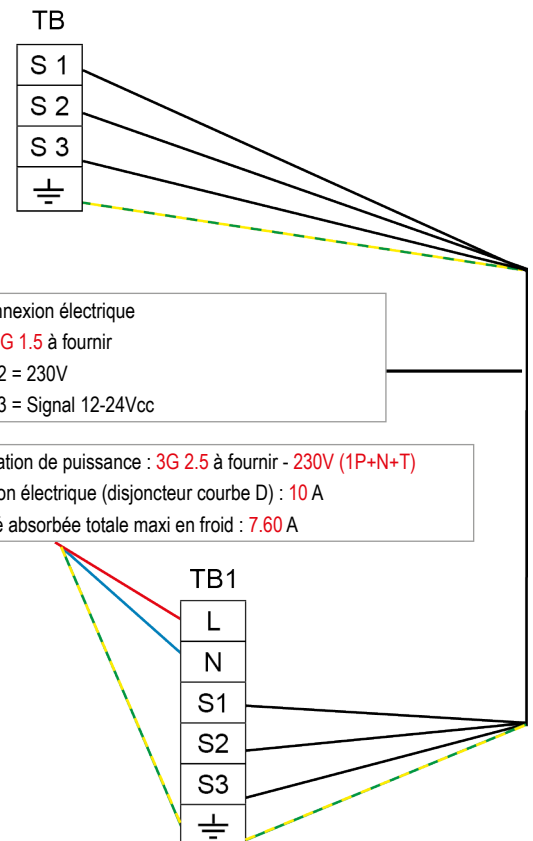 TB
S 1
S 2
S 3
nnexion électrique
G 1.5 à fournir
2 = 230V
3 = Signal 12-24Vcc
ation de puissance : 3G 2.5 à fournir - 230V (1P+N+T)
on électrique (disjoncteur courbe D) : 10 A
é absorbée totale maxi en froid : 7.60 A
TB1
L
N
S1
S2
S3